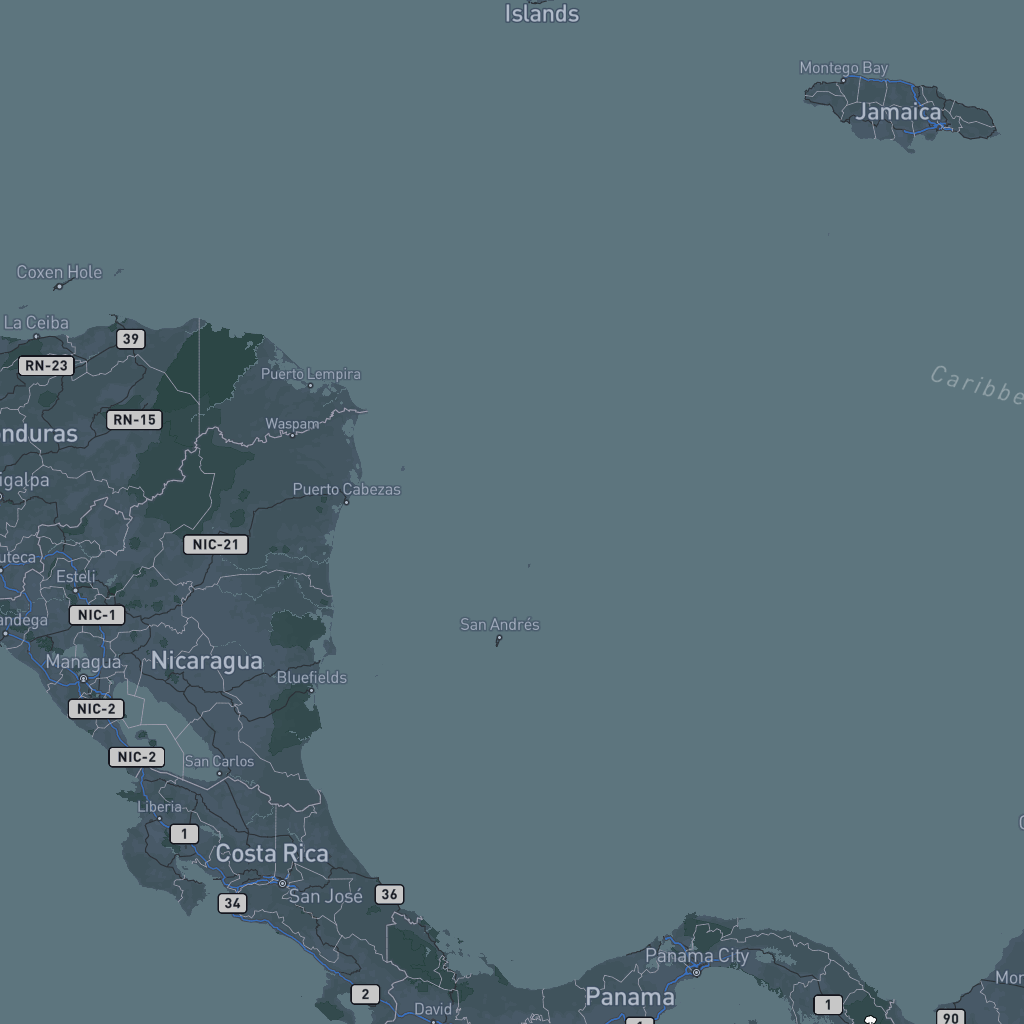 Islands
Montego Bay
Jamaica
Coxen Hole
La Ceiba
39
RN-23
Puerto Lempira
Caribbe
RN-15
Waspam
nduras
igalpa
Puerto Cabezas
NIC-21
uteca
Esteli
NIC-1
andega
San Andrés
Managua
Nicaragua
Bluefields
NIC-2
NIC-2
San Carlos
Liberia
1
Costa Rica
San José
36
34
Panama City
2
Panama
David
1
Mor
90